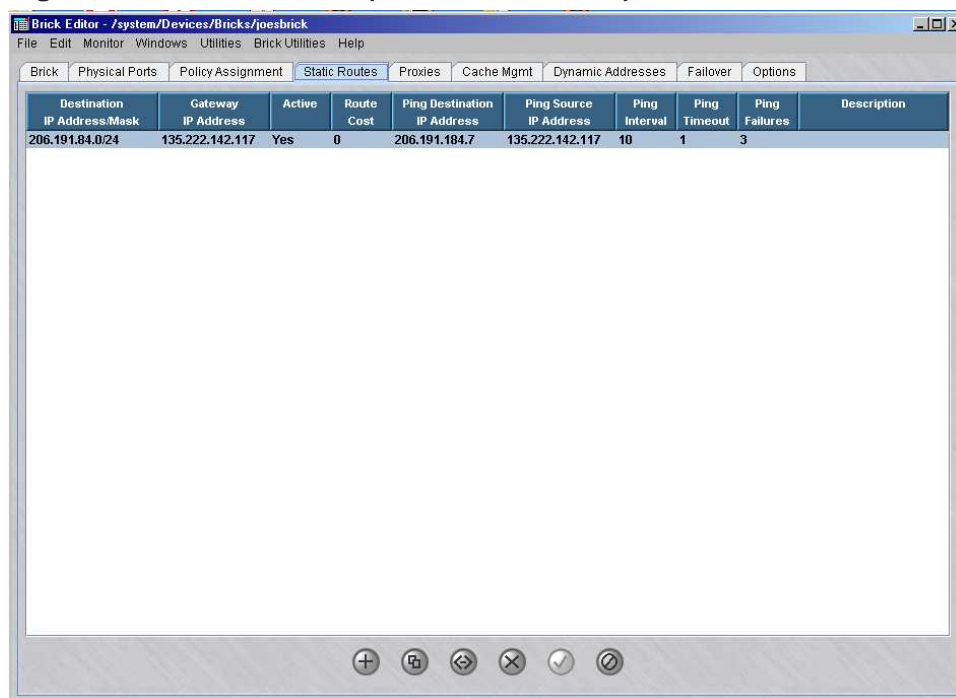 Brick Editor - /system/Devices/Bricks/joesbrick
File Edit Monitor Windows Utilities Brick Utilities Help
Brick Physical Ports Policy Assignment Static Routes Proxies Cache Mgmt Dynamic Addresses Failover Options
Destination IP Address/Mask Gateway IP Address Active Route Cost Ping Destination IP Address Ping Source IP Address Ping Interval Ping Timeout Ping Failures Description
206.191.84.0/24 135.222.142.117 Yes 0 206.191.184.7 135.222.142.117 10 1 3